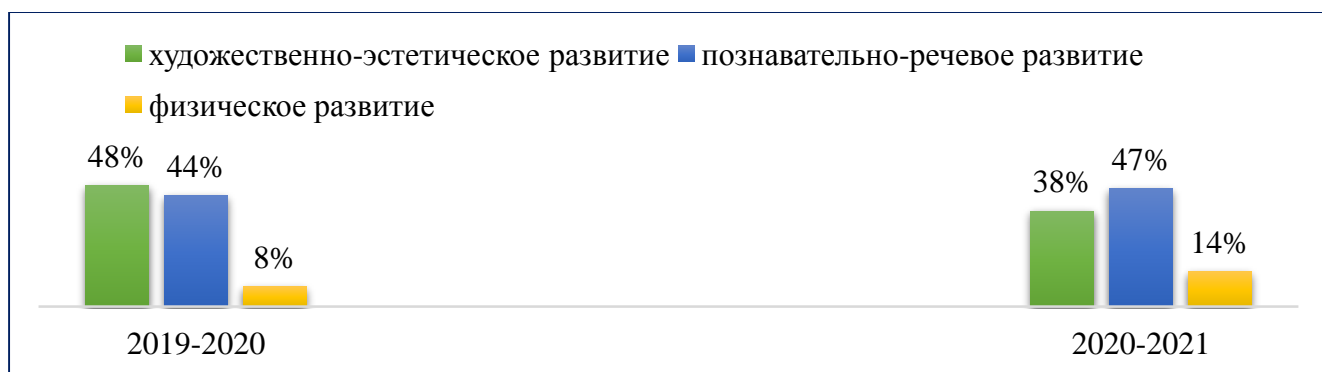 художественно-эстетическое развитие познавательно-речевое развитие
физическое развитие
48% 44% 8% 38% 47% 14%
2019-2020 2020-2021